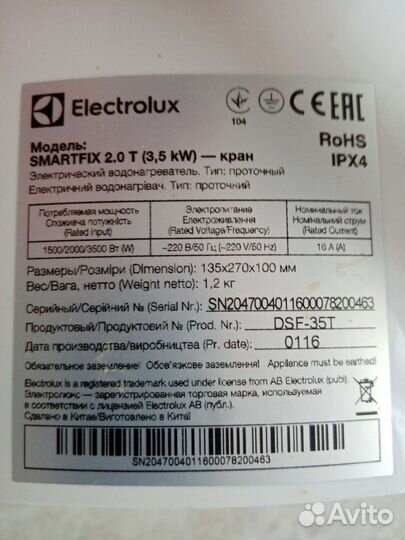 Electrolux
104
CE EAC
Модель:
SMARTFIX 2.0 T (3,5 kW) — кран
RoHS
IPX4
Электрический водонагреватель. Тип: проточный
Електричний водонагрівач. Тип: проточний
Потребляемая мощность
Споживча потужність
(Rated input)
Электропитание
Електроживлення
(Rated Voltage/Frequency)
Номинальный ток
Номінальний струм
(Rated Current)
1500/2000/3500 Вт (W)
~220 В/50 Гц (~220 V/50 Hz)
16 А (A)
Размеры/Розміри (Dimension): 135x270x100 мм
Вес/Вага, нетто (Weight netto): 1,2 кг
Серийный/Серійний № (Serial Nr.): SN2047004011600078200463
Продуктовый/Продуктовий № (Prod. Nr.): DSF-35T
Дата производства/виробництва (Pr. date): 0116
Обязательное заземление! Обов'язкове заземлення! Appliance must be earthed!
Electrolux is a registered trademark used under license from AB Electrolux (publ).
Электролюкс — зарегистрированная торговая марка, используемая
в соответствии с лицензией Electrolux AB (публ.).
Сделано в Китае/Виготовлено в Китаї
SN2047004011600078200463
Avito